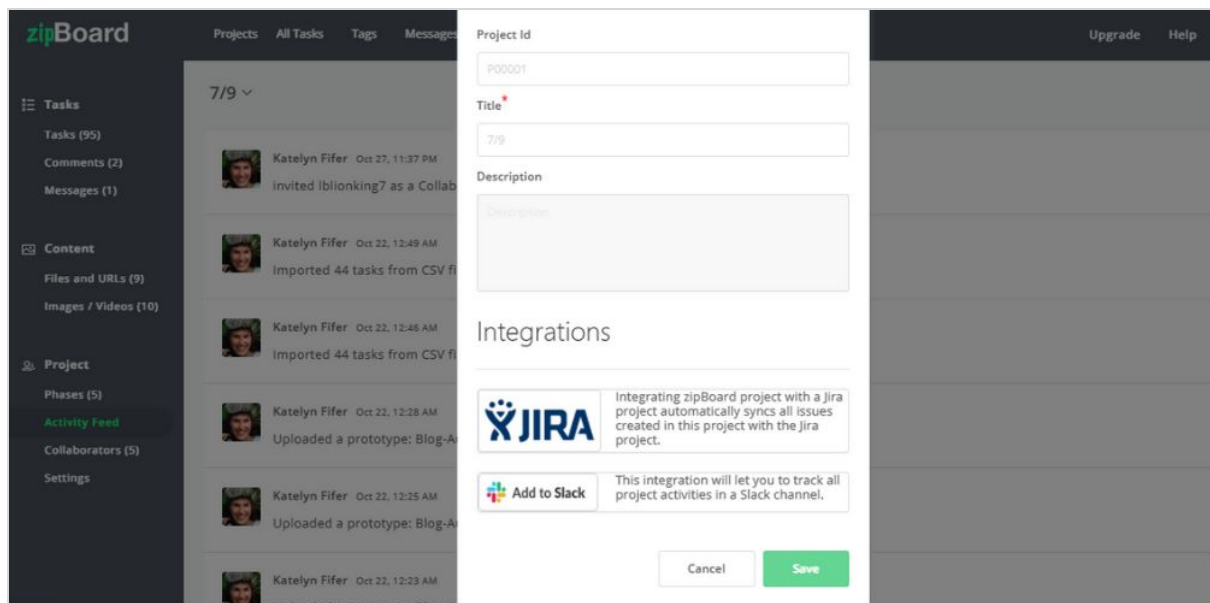 zipBoard
Projects All Tasks Tags Messages
Upgrade Help
Tasks
Tasks (95)
Comments (2)
Messages (1)
Content
Files and URLs (9)
Images / Videos (10)
Project
Phases (5)
Activity Feed
Collaborators (5)
Settings
7/9
Katelyn Fifer Oct 27, 11:37 PM
invited lblionking7 as a Collab
Katelyn Fifer Oct 22, 12:49 AM
Imported 44 tasks from CSV fi
Katelyn Fifer Oct 22, 12:46 AM
Imported 44 tasks from CSV fi
Katelyn Fifer Oct 22, 12:28 AM
Uploaded a prototype: Blog-A
Katelyn Fifer Oct 22, 12:25 AM
Uploaded a prototype: Blog-A
Katelyn Fifer Oct 22, 12:23 AM
Project Id
P00001
Title*
7/9
Description
Description
Integrations
JIRA
Integrating zipBoard project with a Jira
project automatically syncs all issues
created in this project with the Jira
project.
Add to Slack
This integration will let you to track all
project activities in a Slack channel.
Cancel Save